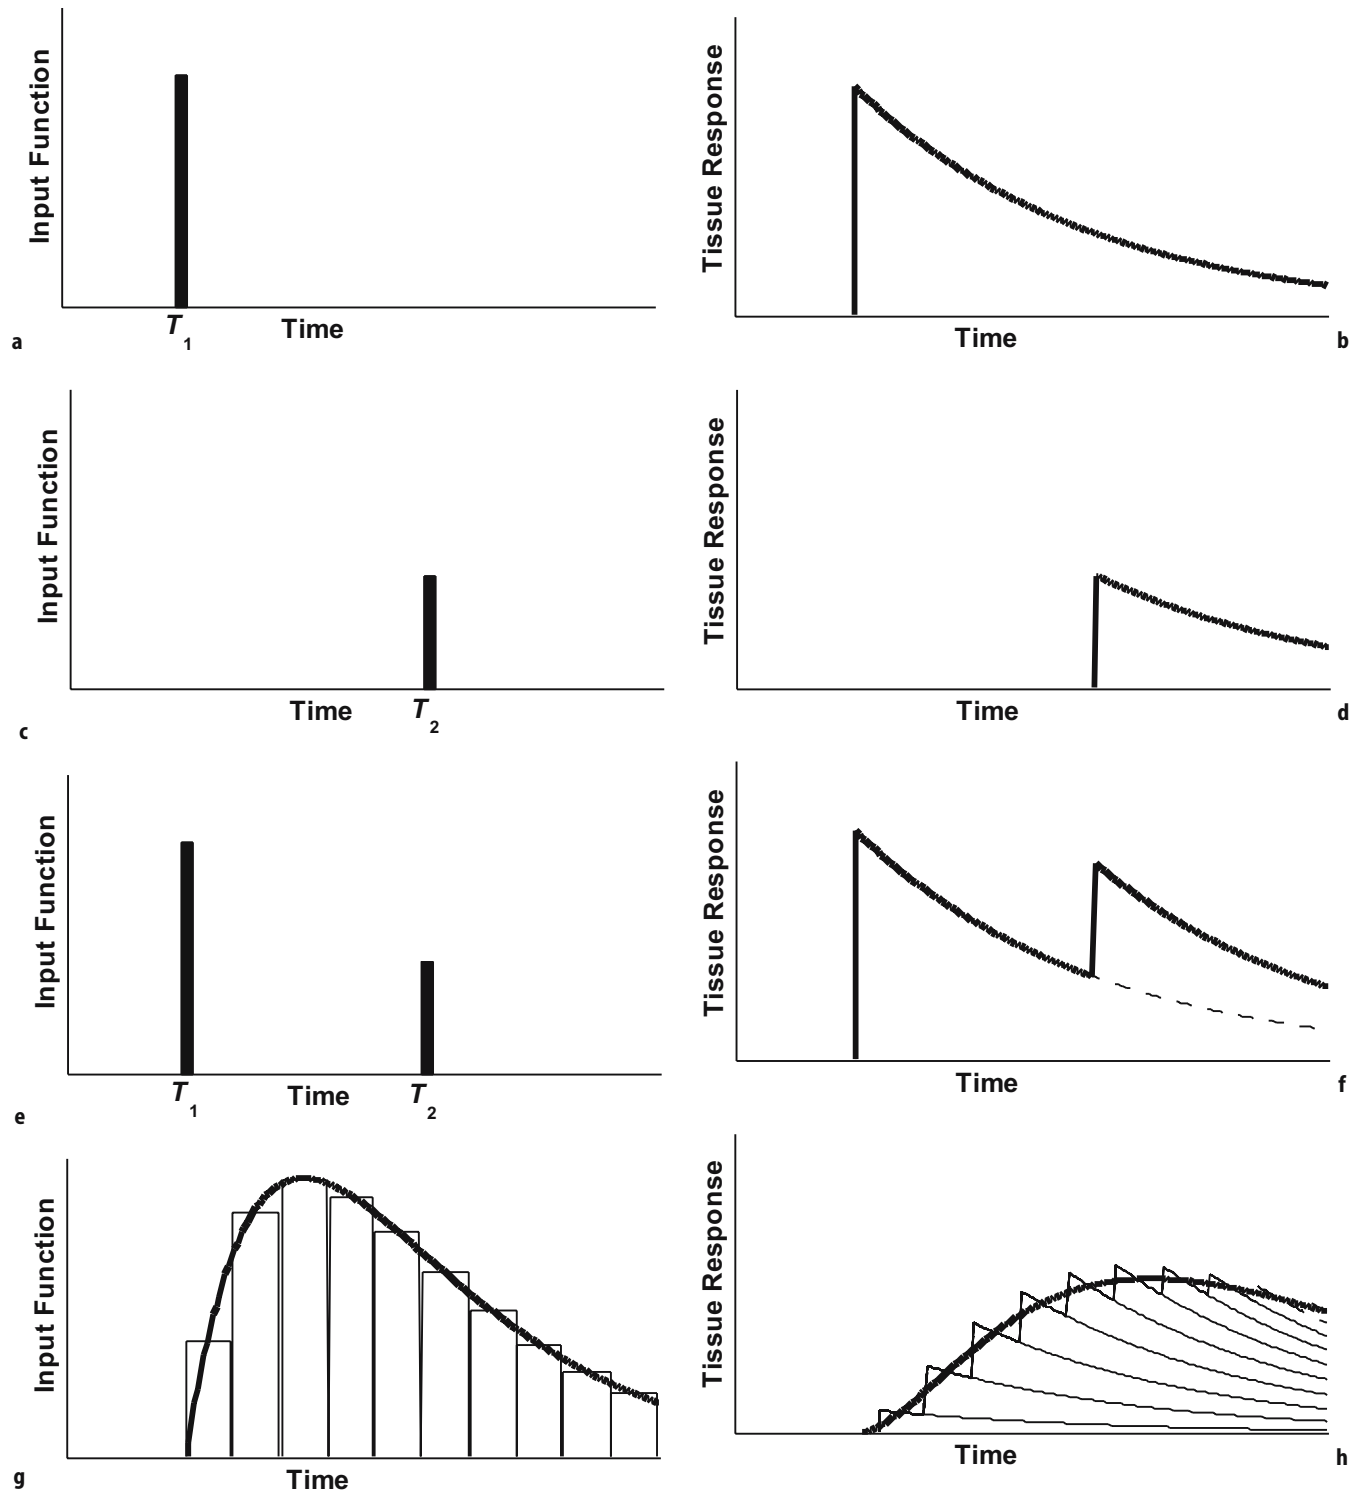 Input Function
T1
Time
a
Tissue Response
Time
b
Input Function
Time
T2
c
Tissue Response
Time
d
Input Function
T1
Time
T2
e
Tissue Response
Time
f
Input Function
Time
g
Tissue Response
Time
h